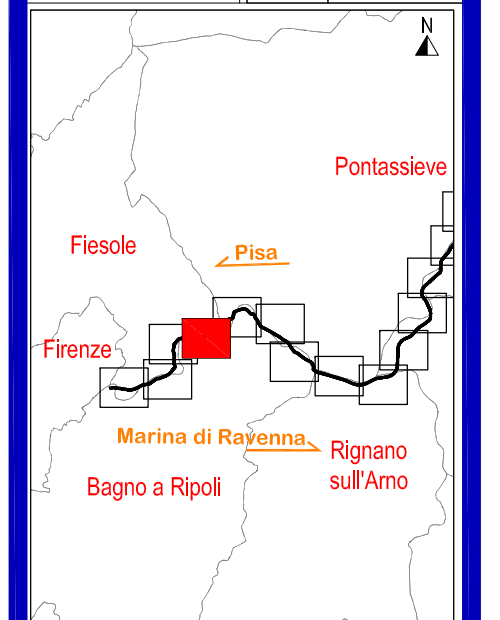 N
Pontassieve
Fiesole
Pisa
Firenze
Marina di Ravenna
Rignano
sull'Arno
Bagno a Ripoli